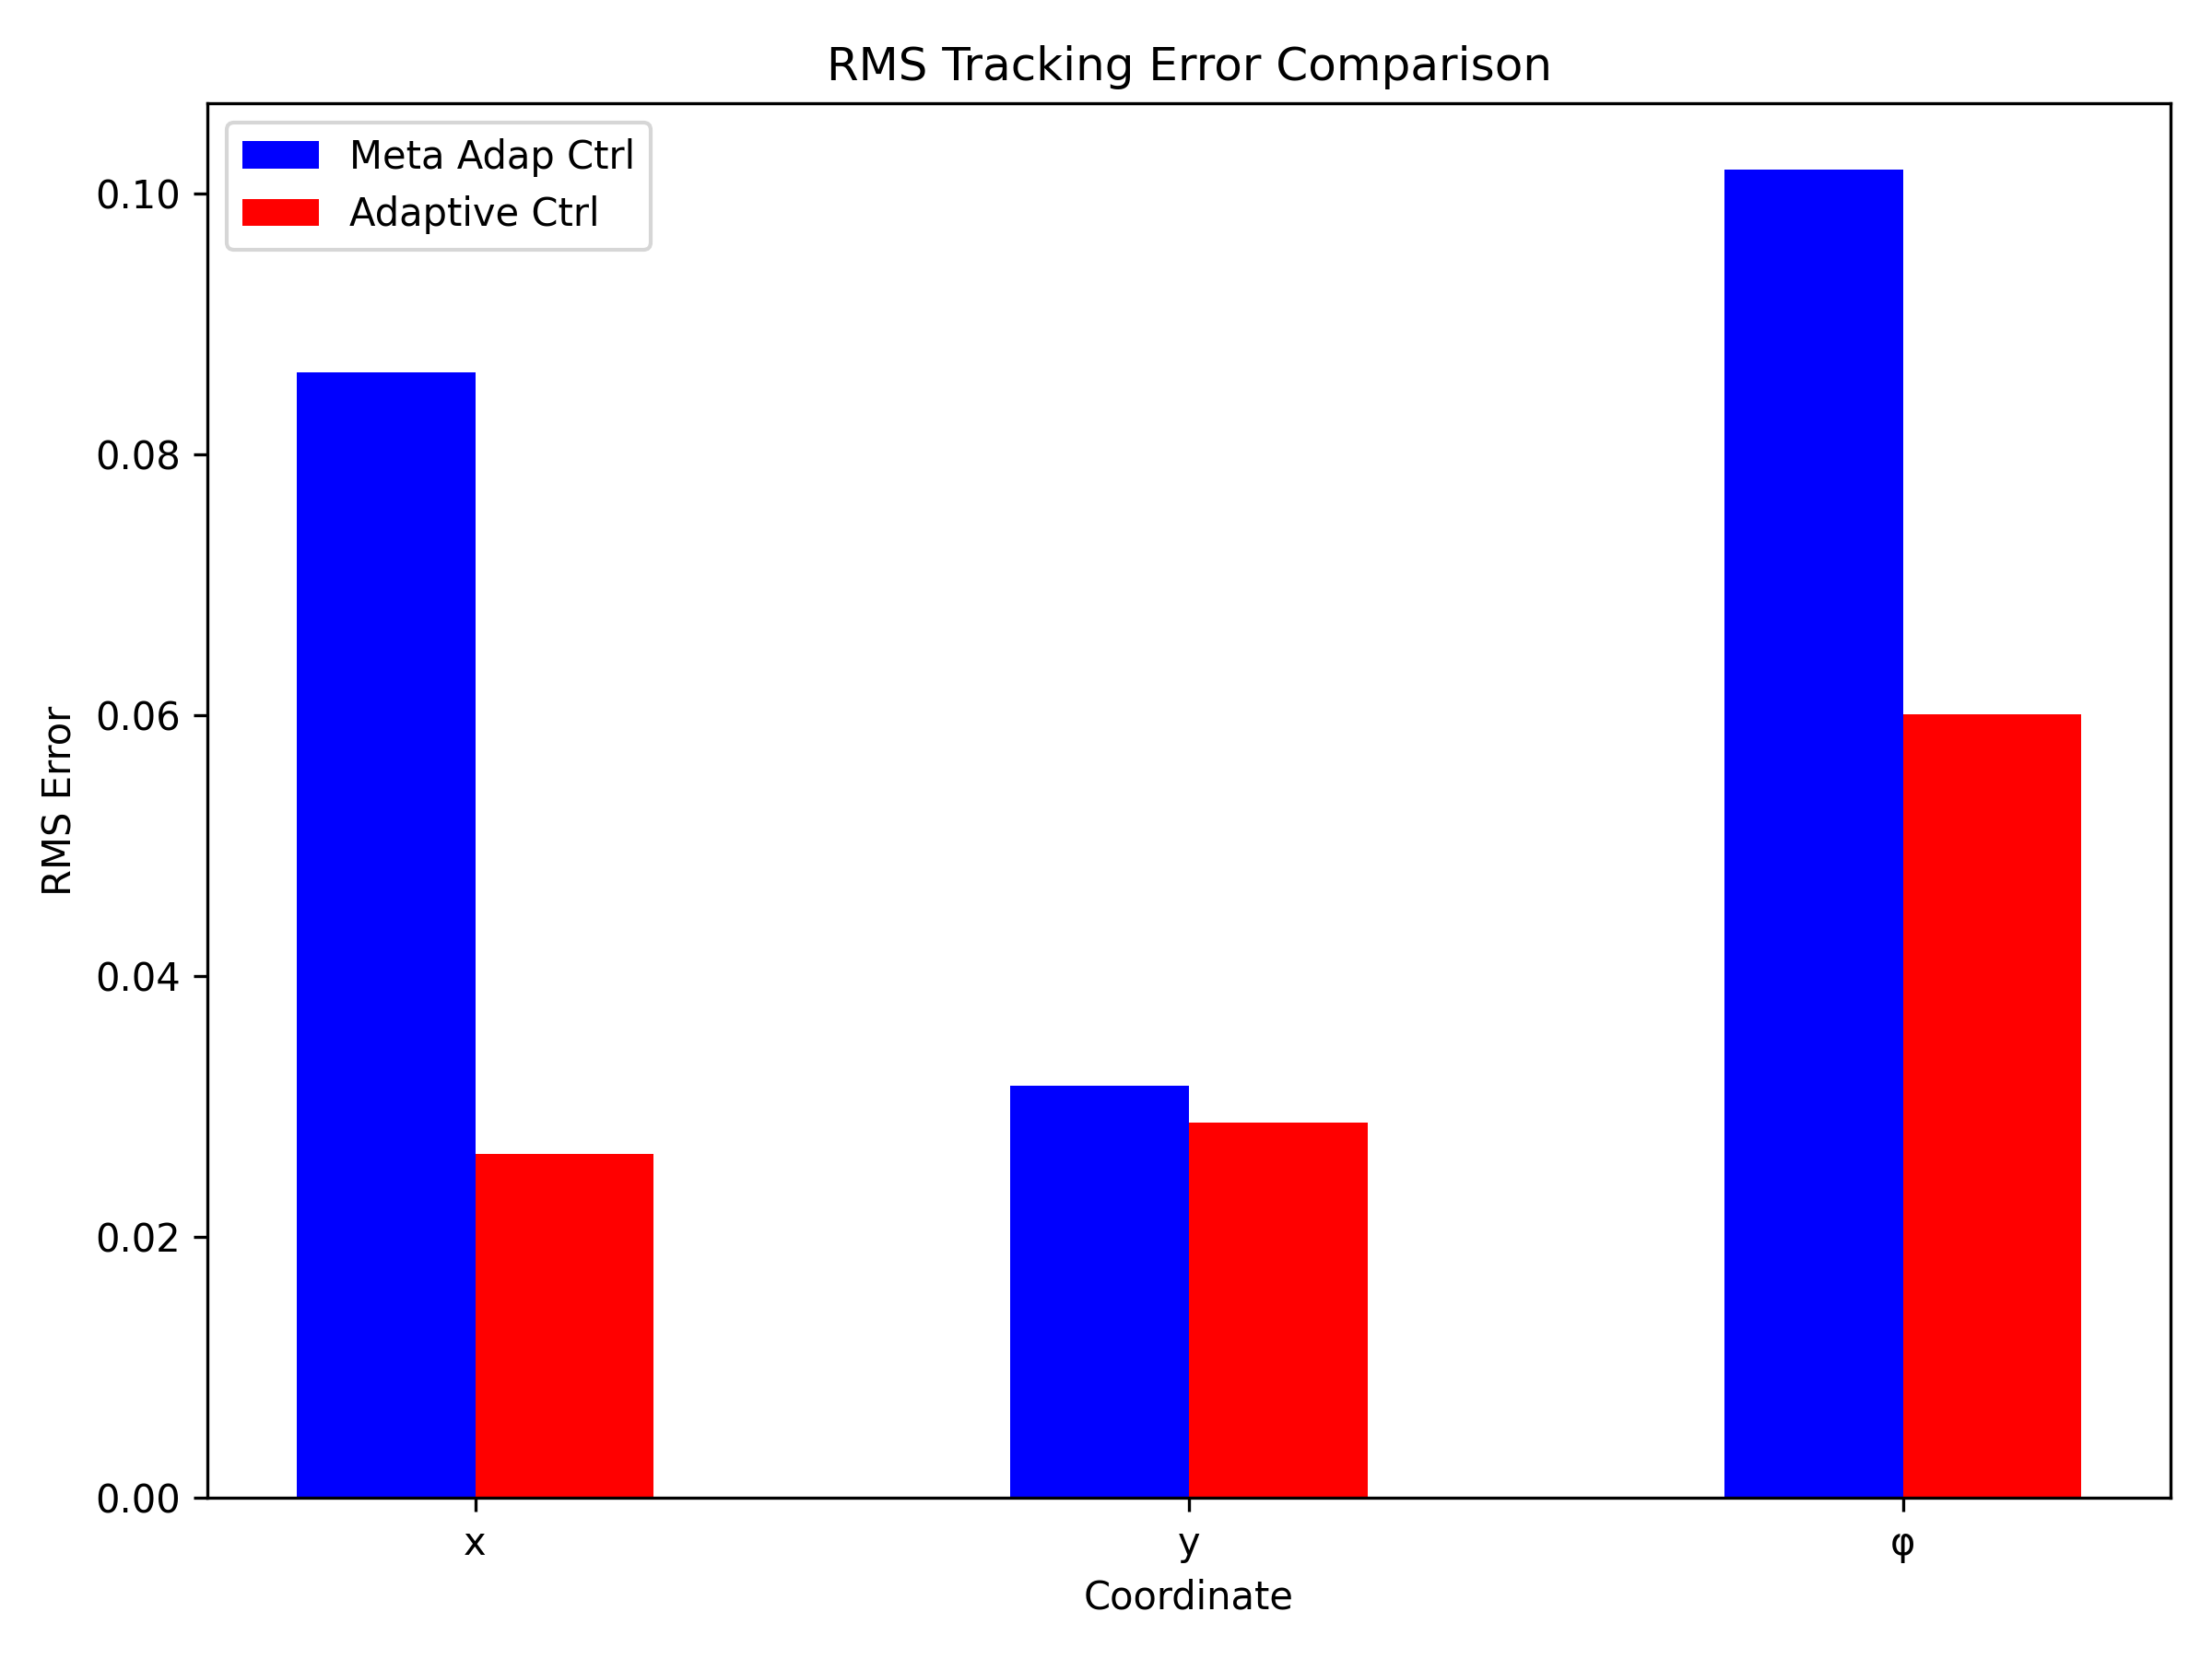 RMS Tracking Error Comparison
Meta Adap Ctrl
Adaptive Ctrl
0.10
0.08
0.06
0.04
0.02
0.00
RMS Error
x
y
φ
Coordinate